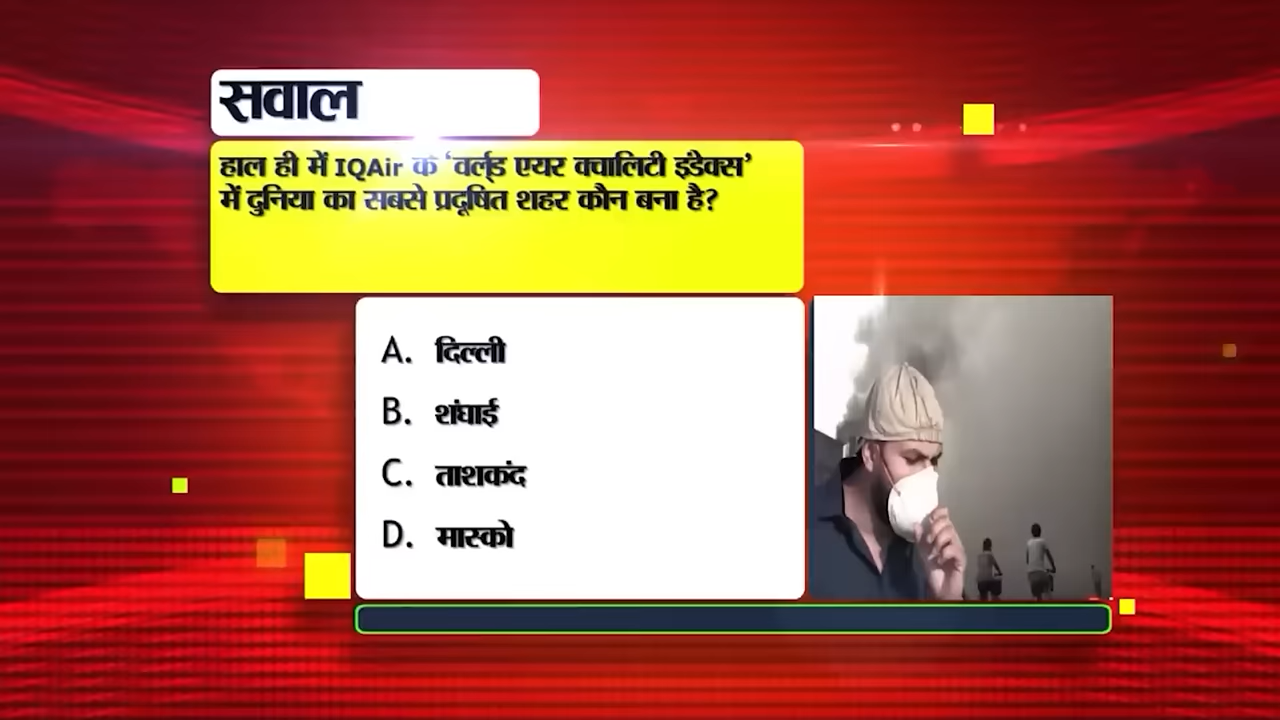 सवाल
हाल ही में IQAir के ‘वर्ल्ड एयर क्वालिटी इंडेक्स’
में दुनिया का सबसे प्रदूषित शहर कौन बना है?
A. दिल्ली
B. शंघाई
C. ताशकंद
D. मास्को